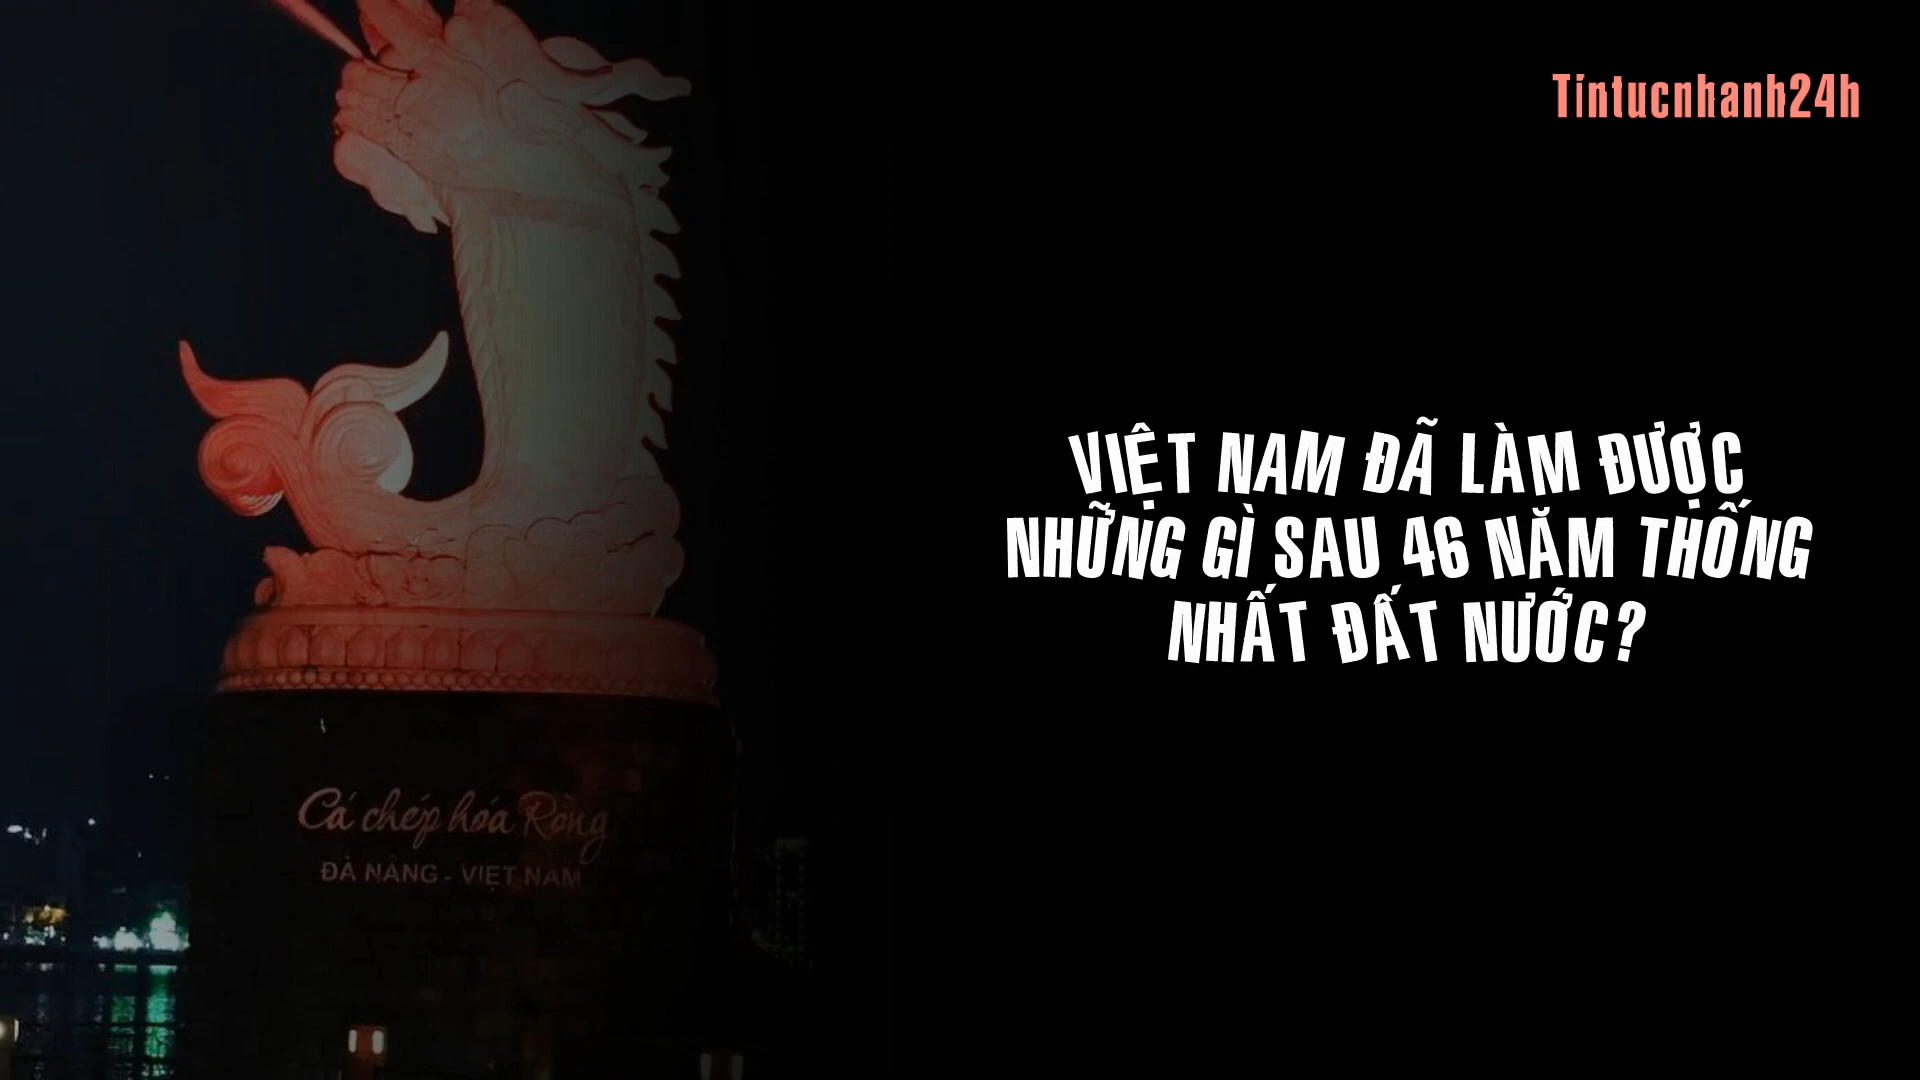 Tintucnhanh24h
VIỆT NAM ĐÃ LÀM ĐƯỢC
NHỮNG GÌ SAU 46 NĂM THỐNG
NHẤT ĐẤT NƯỚC?
Cá chép hóa Rồng
ĐÀ NẴNG - VIỆT NAM